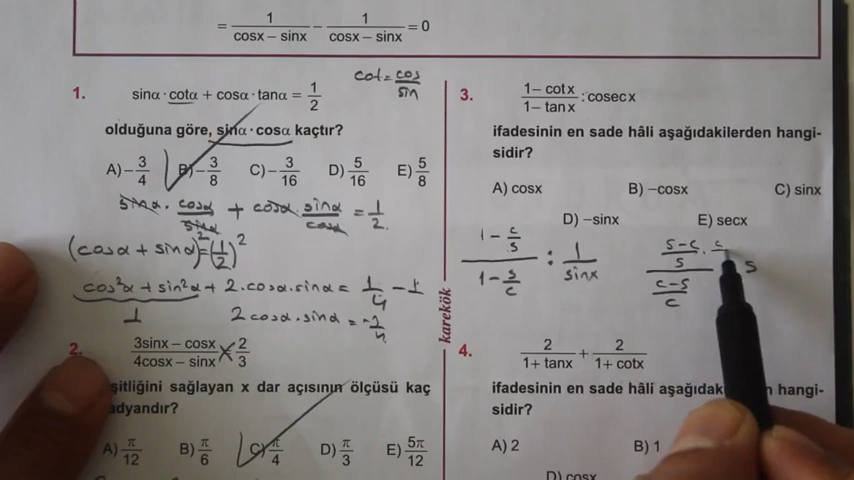 = 1/(cosx – sinx) – 1/(cosx – sinx) = 0
1. sinα·cotα + cosα·tanα = 1/2
cot = cos/sin
olduğuna göre, sinα·cosα kaçtır?
A) –3/4 B) –3/8 C) –3/16 D) 5/16 E) 5/8
sinα · cosα/sinα + cosα · sinα/cosα = 1/2
(cosα + sinα)² = (1/2)²
cos²α + sin²α + 2·cosα·sinα = 1/4 – 1
1 2cosα·sinα = –3/4
2. (3sinx – cosx)/(4cosx – sinx) = 2/3
şitliğini sağlayan x dar açısının ölçüsü kaç
adyandır?
A) π/12 B) π/6 C) π/4 D) π/3 E) 5π/12
karekök
3. (1 – cotx)/(1 – tanx) : cosecx
ifadesinin en sade hâli aşağıdakilerden hangi-
sidir?
A) cosx B) –cosx C) sinx
D) –sinx E) secx
(1 – c/s)/(1 – s/c) : 1/sinx
((s–c)/s)/((c–s)/c) · s
4. 2/(1 + tanx) + 2/(1 + cotx)
ifadesinin en sade hâli aşağıdak n hangi-
sidir?
A) 2 B) 1
D) cosx